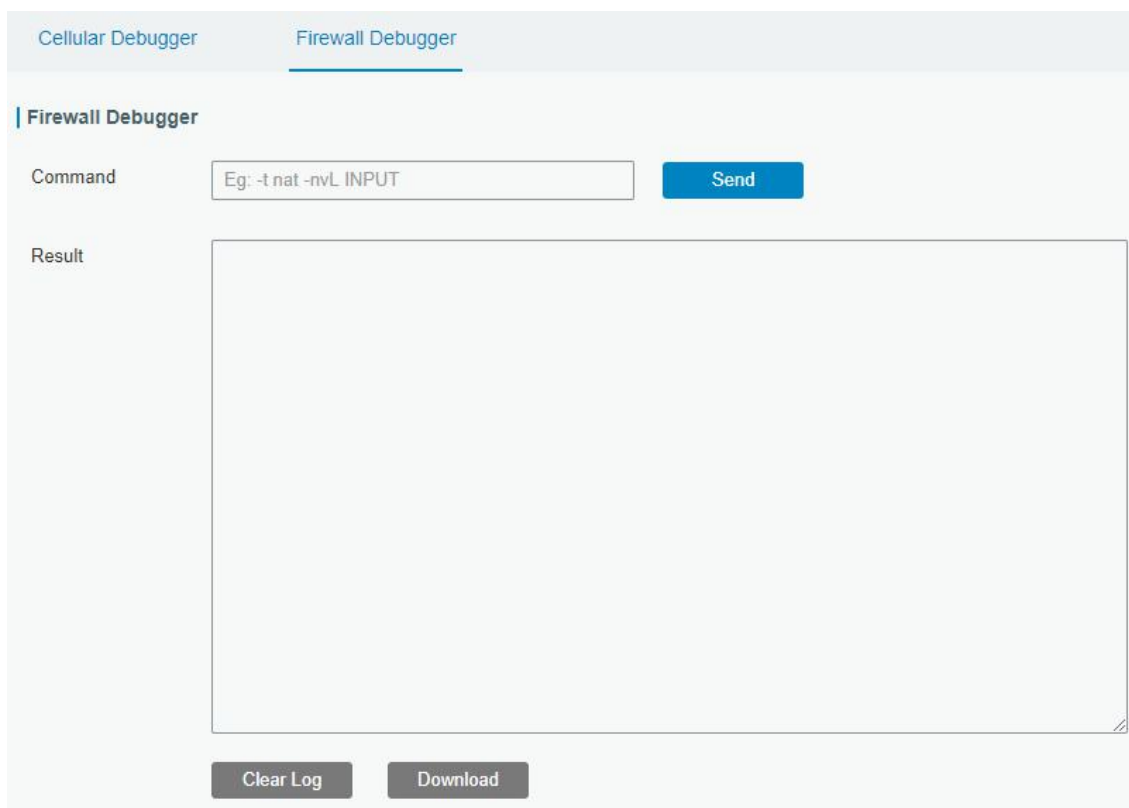 Cellular Debugger Firewall Debugger
Firewall Debugger
Command Eg: -t nat -nvL INPUT Send
Result
Clear Log Download